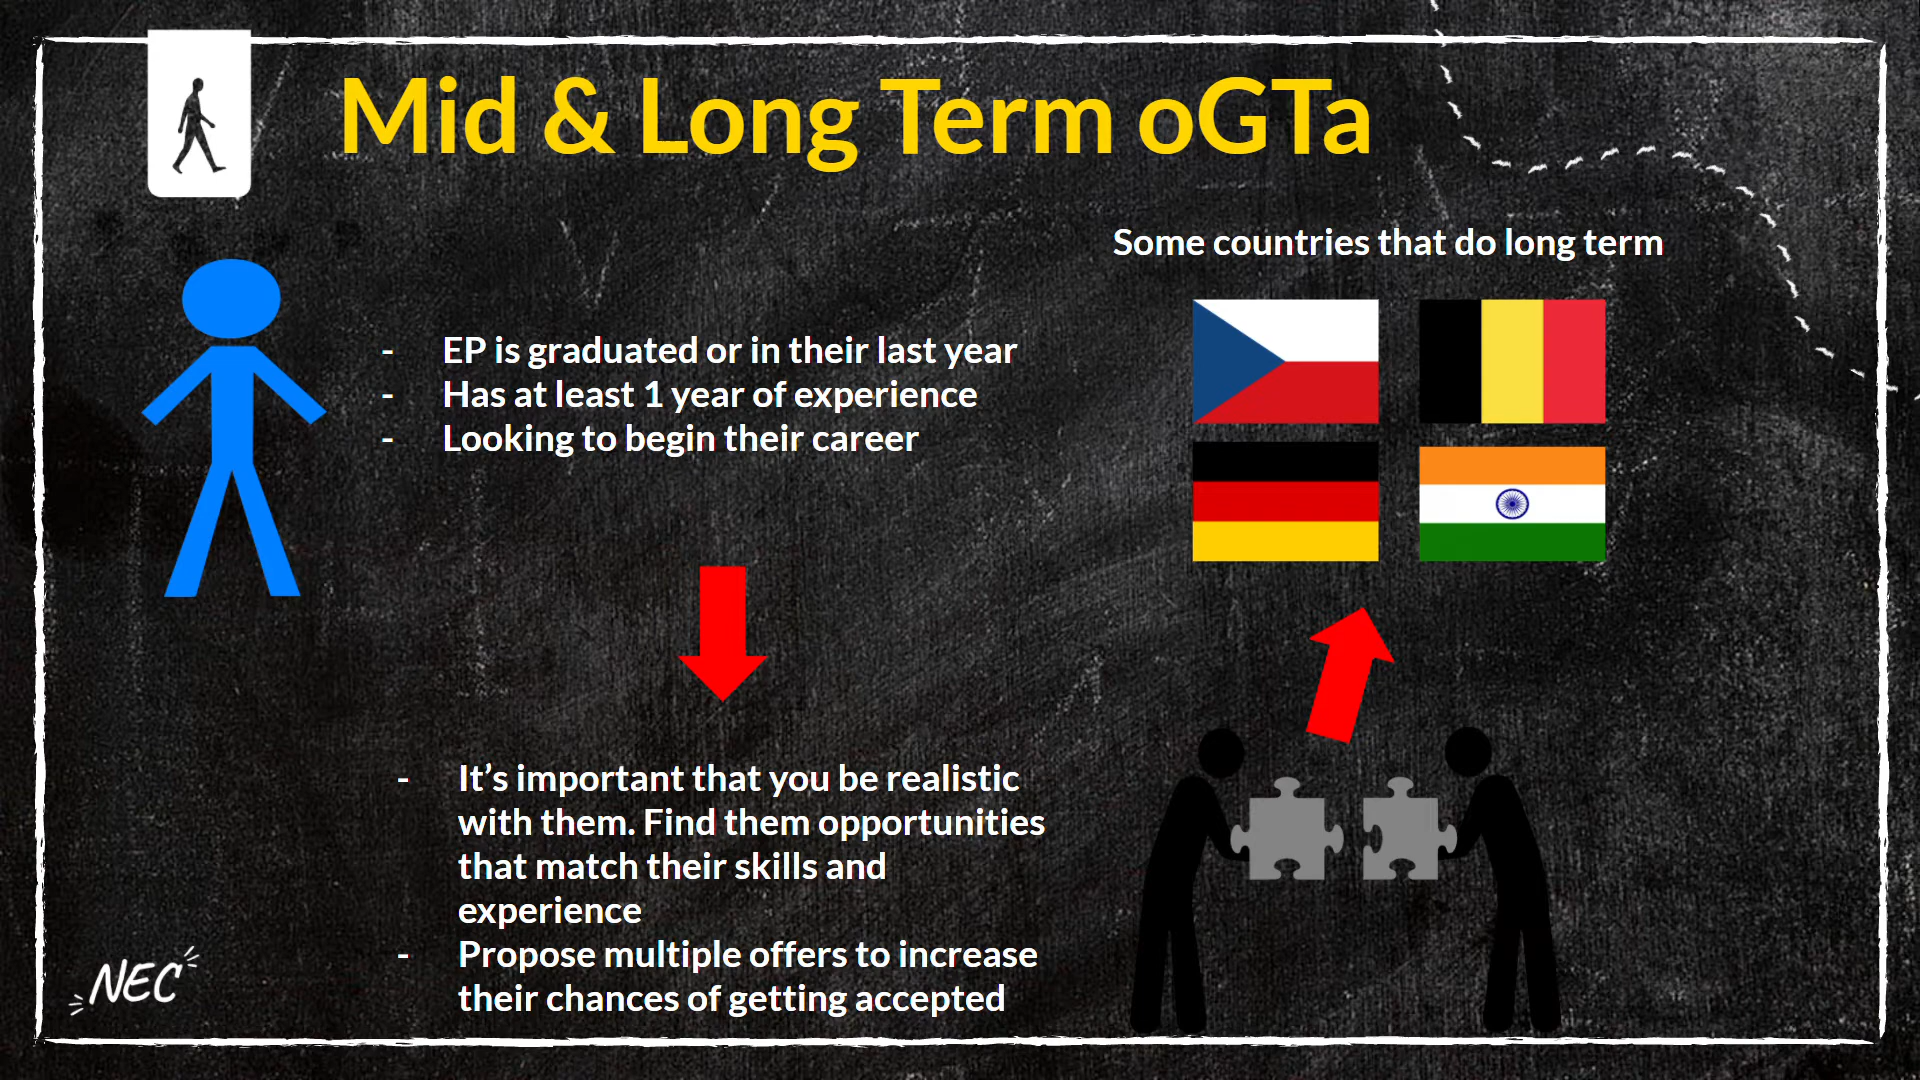 Mid & Long Term oGTa
Some countries that do long term
- EP is graduated or in their last year
- Has at least 1 year of experience
- Looking to begin their career
- It’s important that you be realistic
with them. Find them opportunities
that match their skills and
experience
- Propose multiple offers to increase
their chances of getting accepted
NEC